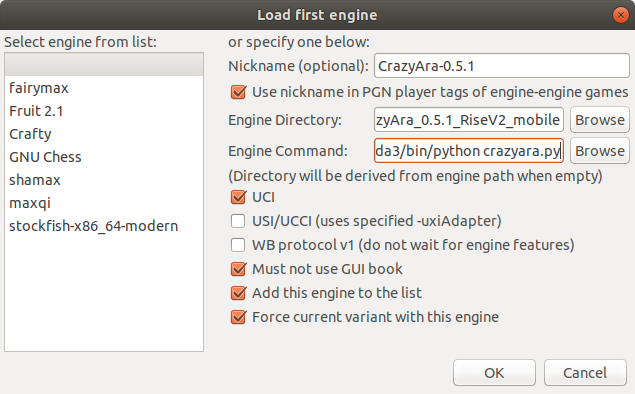 Load first engine
Select engine from list:
fairymax
Fruit 2.1
Crafty
GNU Chess
shamax
maxqi
stockfish-x86_64-modern
or specify one below:
Nickname (optional): CrazyAra-0.5.1
Use nickname in PGN player tags of engine-engine games
Engine Directory: zyAra_0.5.1_RiseV2_mobile Browse
Engine Command: da3/bin/python crazyara.py Browse
(Directory will be derived from engine path when empty)
UCI
USI/UCCI (uses specified -uxiAdapter)
WB protocol v1 (do not wait for engine features)
Must not use GUI book
Add this engine to the list
Force current variant with this engine
OK Cancel